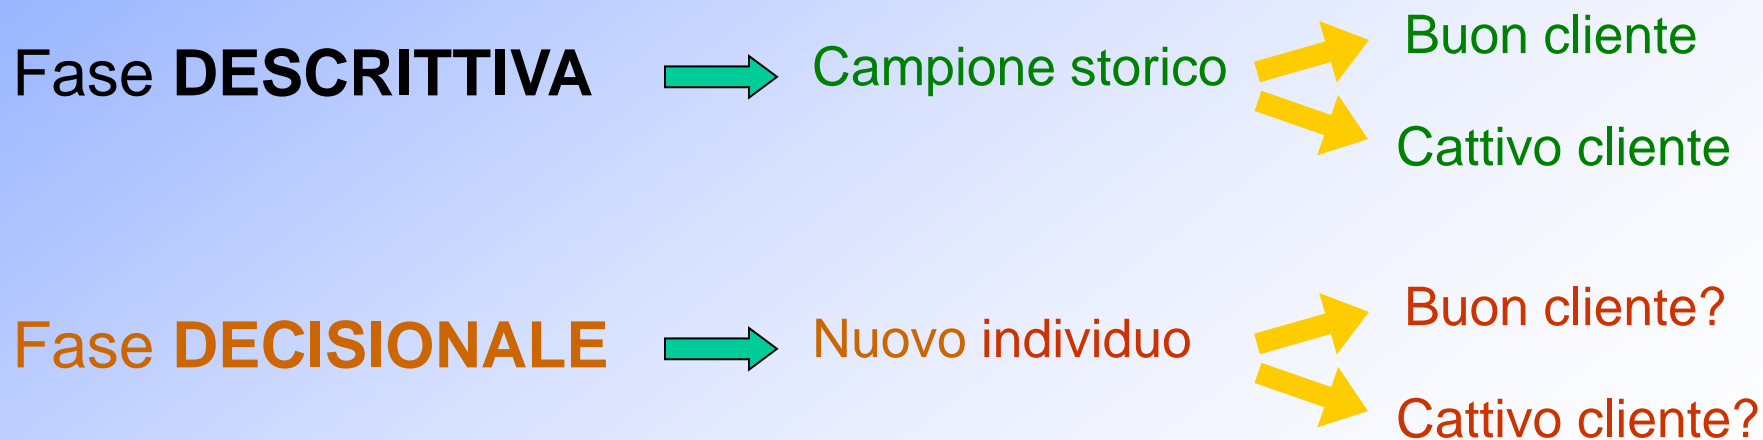 Fase DESCRITTIVA
Campione storico
Buon cliente
Cattivo cliente
Fase DECISIONALE
Nuovo individuo
Buon cliente?
Cattivo cliente?